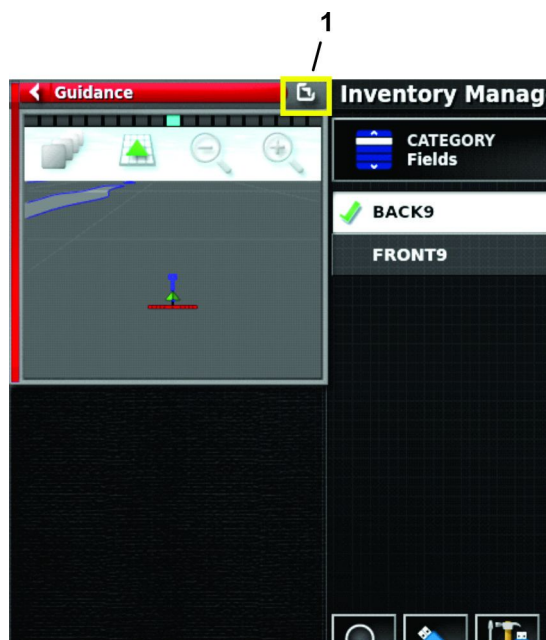 1
Guidance
Inventory Manag
CATEGORY
Fields
BACK9
FRONT9